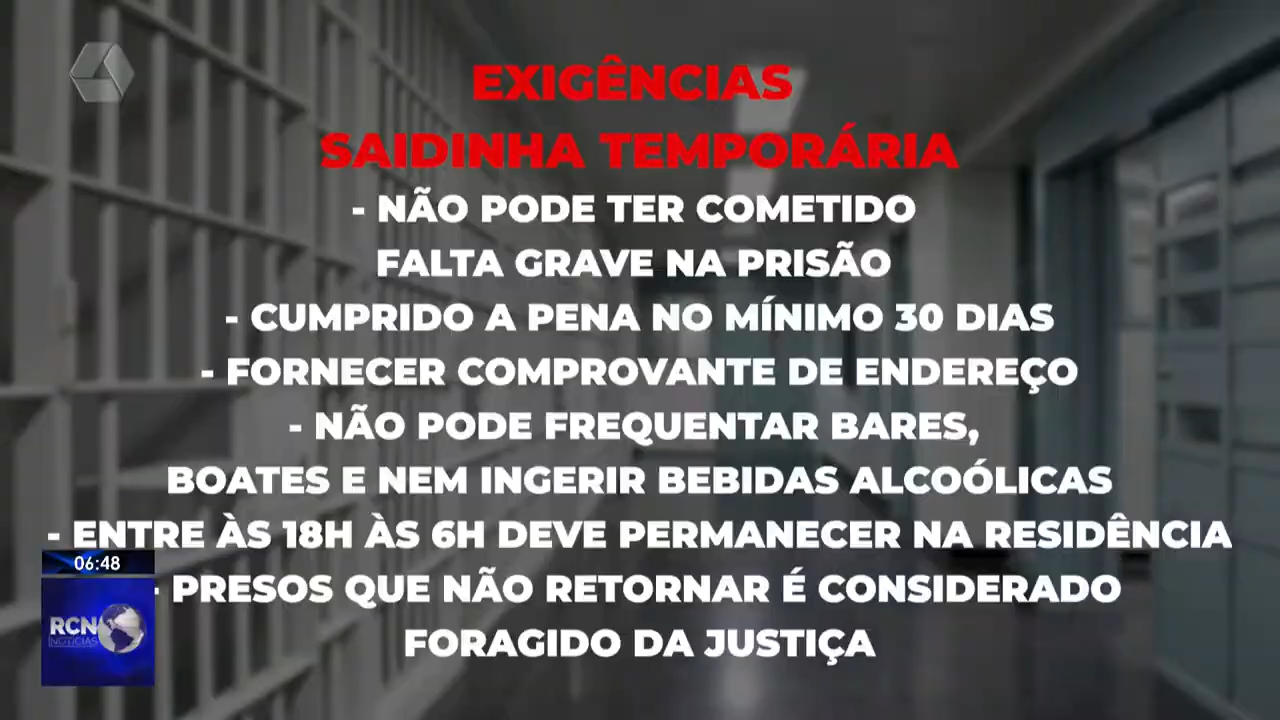 EXIGÊNCIAS
SAIDINHA TEMPORÁRIA
- NÃO PODE TER COMETIDO
FALTA GRAVE NA PRISÃO
- CUMPRIDO A PENA NO MÍNIMO 30 DIAS
- FORNECER COMPROVANTE DE ENDEREÇO
- NÃO PODE FREQUENTAR BARES,
BOATES E NEM INGERIR BEBIDAS ALCOÓLICAS
- ENTRE ÀS 18H ÀS 6H DEVE PERMANECER NA RESIDÊNCIA
- PRESOS QUE NÃO RETORNAR É CONSIDERADO
FORAGIDO DA JUSTIÇA
06:48
RCN
NOTÍCIAS